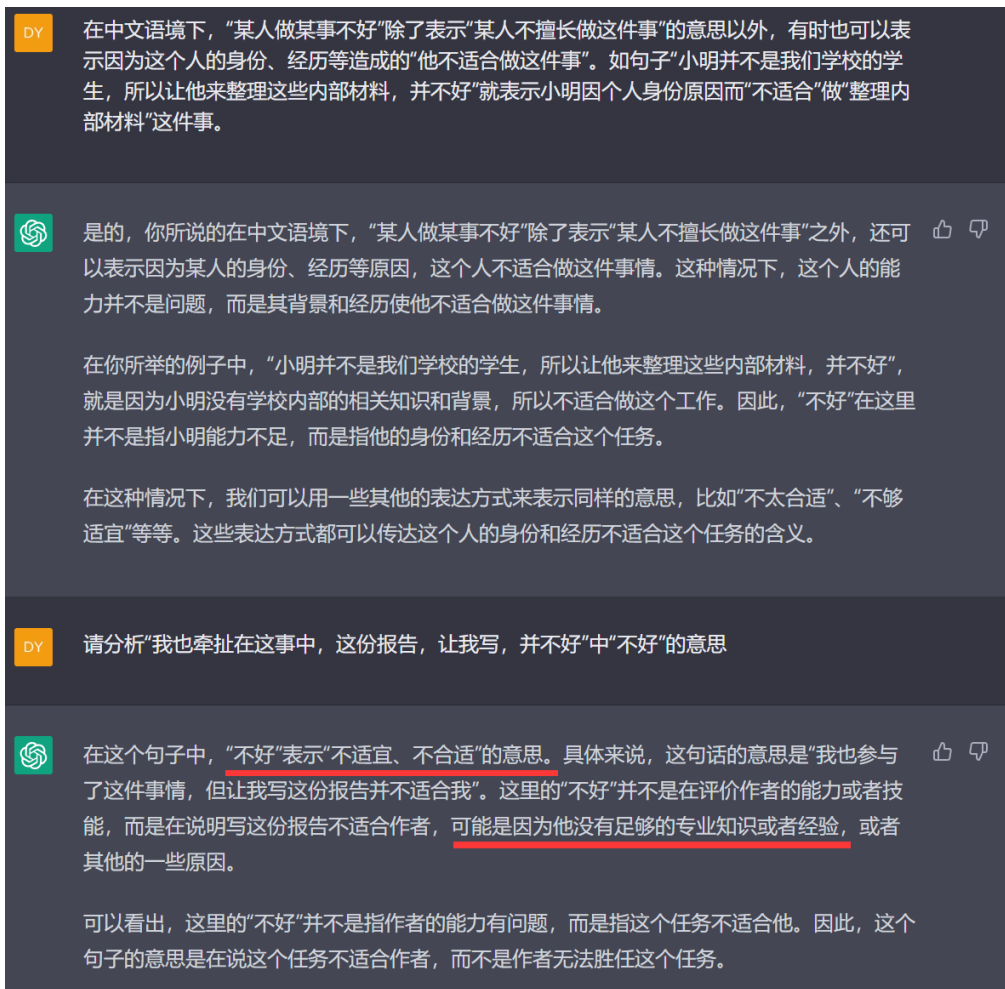 DY
在中文语境下，“某人做某事不好”除了表示“某人不擅长做这件事”的意思以外，有时也可以表
示因为这个人的身份、经历等造成的“他不适合做这件事”。如句子“小明并不是我们学校的学
生，所以让他来整理这些内部材料，并不好”就表示小明因个人身份原因而“不适合”做“整理内
部材料”这件事。
是的，你所说的在中文语境下，“某人做某事不好”除了表示“某人不擅长做这件事”之外，还可
以表示因为某人的身份、经历等原因，这个人不适合做这件事情。这种情况下，这个人的能
力并不是问题，而是其背景和经历使他不适合做这件事情。
在你所举的例子中，“小明并不是我们学校的学生，所以让他来整理这些内部材料，并不好”，
就是因为小明没有学校内部的相关知识和背景，所以不适合做这个工作。因此，“不好”在这里
并不是指小明能力不足，而是指他的身份和经历不适合这个任务。
在这种情况下，我们可以用一些其他的表达方式来表示同样的意思，比如“不太合适”、“不够
适宜”等等。这些表达方式都可以传达这个人的身份和经历不适合这个任务的含义。
DY
请分析“我也牵扯在这事中，这份报告，让我写，并不好”中“不好”的意思
在这个句子中，“不好”表示“不适宜、不合适”的意思。具体来说，这句话的意思是“我也参与
了这件事情，但让我写这份报告并不适合我”。这里的“不好”并不是在评价作者的能力或者技
能，而是在说明写这份报告不适合作者，可能是因为他没有足够的专业知识或者经验，或者
其他的一些原因。
可以看出，这里的“不好”并不是指作者的能力有问题，而是指这个任务不适合他。因此，这个
句子的意思是在说这个任务不适合作者，而不是作者无法胜任这个任务。